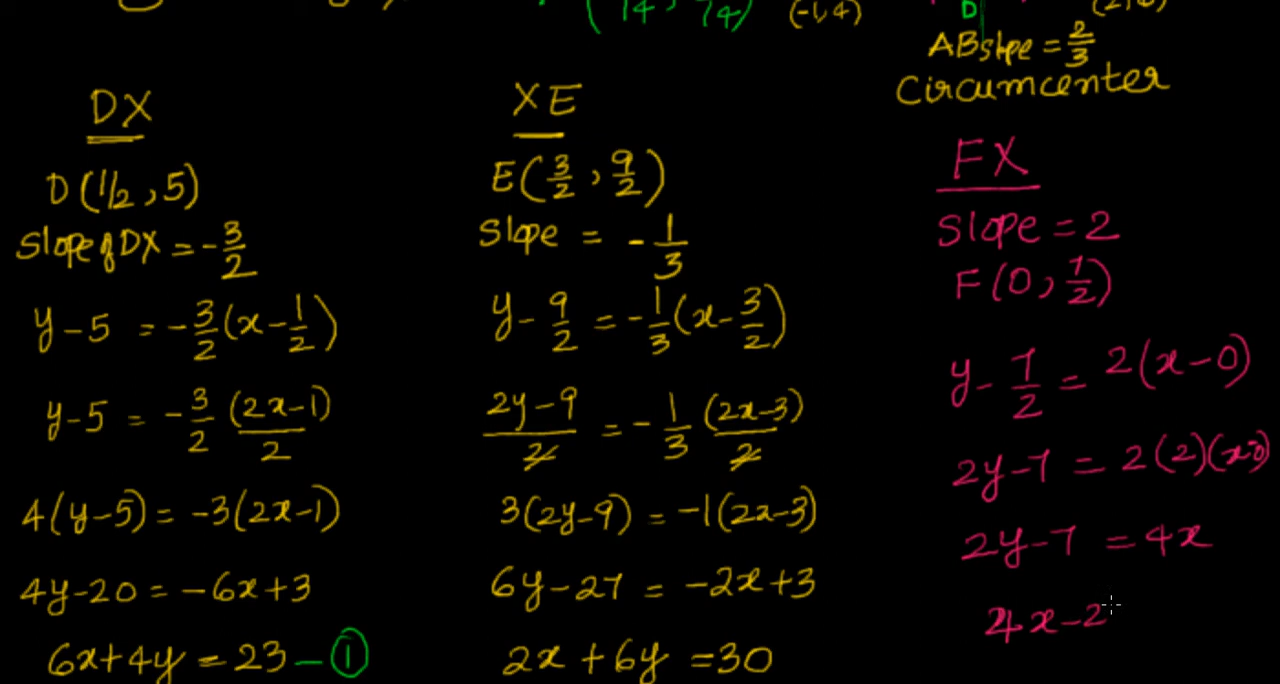 (-1,4)
D
AB slope = 2/3
Circumcenter
DX
D(1/2, 5)
Slope of DX = -3/2
y-5 = -3/2(x-1/2)
y-5 = -3/2 (2x-1)/2
4(y-5) = -3(2x-1)
4y-20 = -6x+3
6x+4y = 23 - ①
XE
E(3/2, 9/2)
Slope = -1/3
y-9/2 = -1/3(x-3/2)
(2y-9)/2 = -1/3 (2x-3)/2
3(2y-9) = -1(2x-3)
6y-27 = -2x+3
2x+6y = 30
FX
Slope = 2
F(0, 7/2)
y-7/2 = 2(x-0)
2y-7 = 2(2)(x-0)
2y-7 = 4x
4x-2